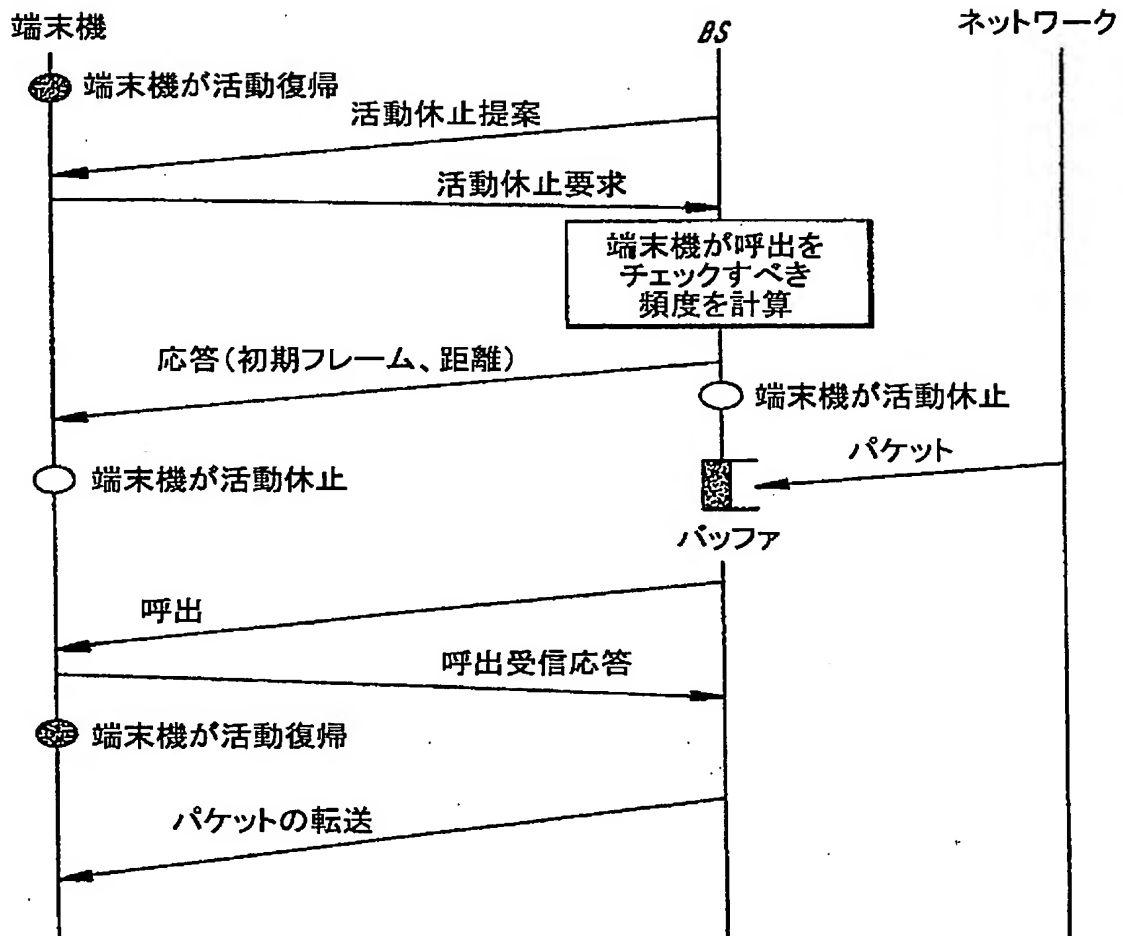 端末機
BS
ネットワーク
端末機が活動復帰
活動休止提案
活動休止要求
端末機が呼出を
チェックすべき
頻度を計算
応答(初期フレーム、距離)
端末機が活動休止
パケット
端末機が活動休止
バッファ
呼出
呼出受信応答
端末機が活動復帰
パケットの転送